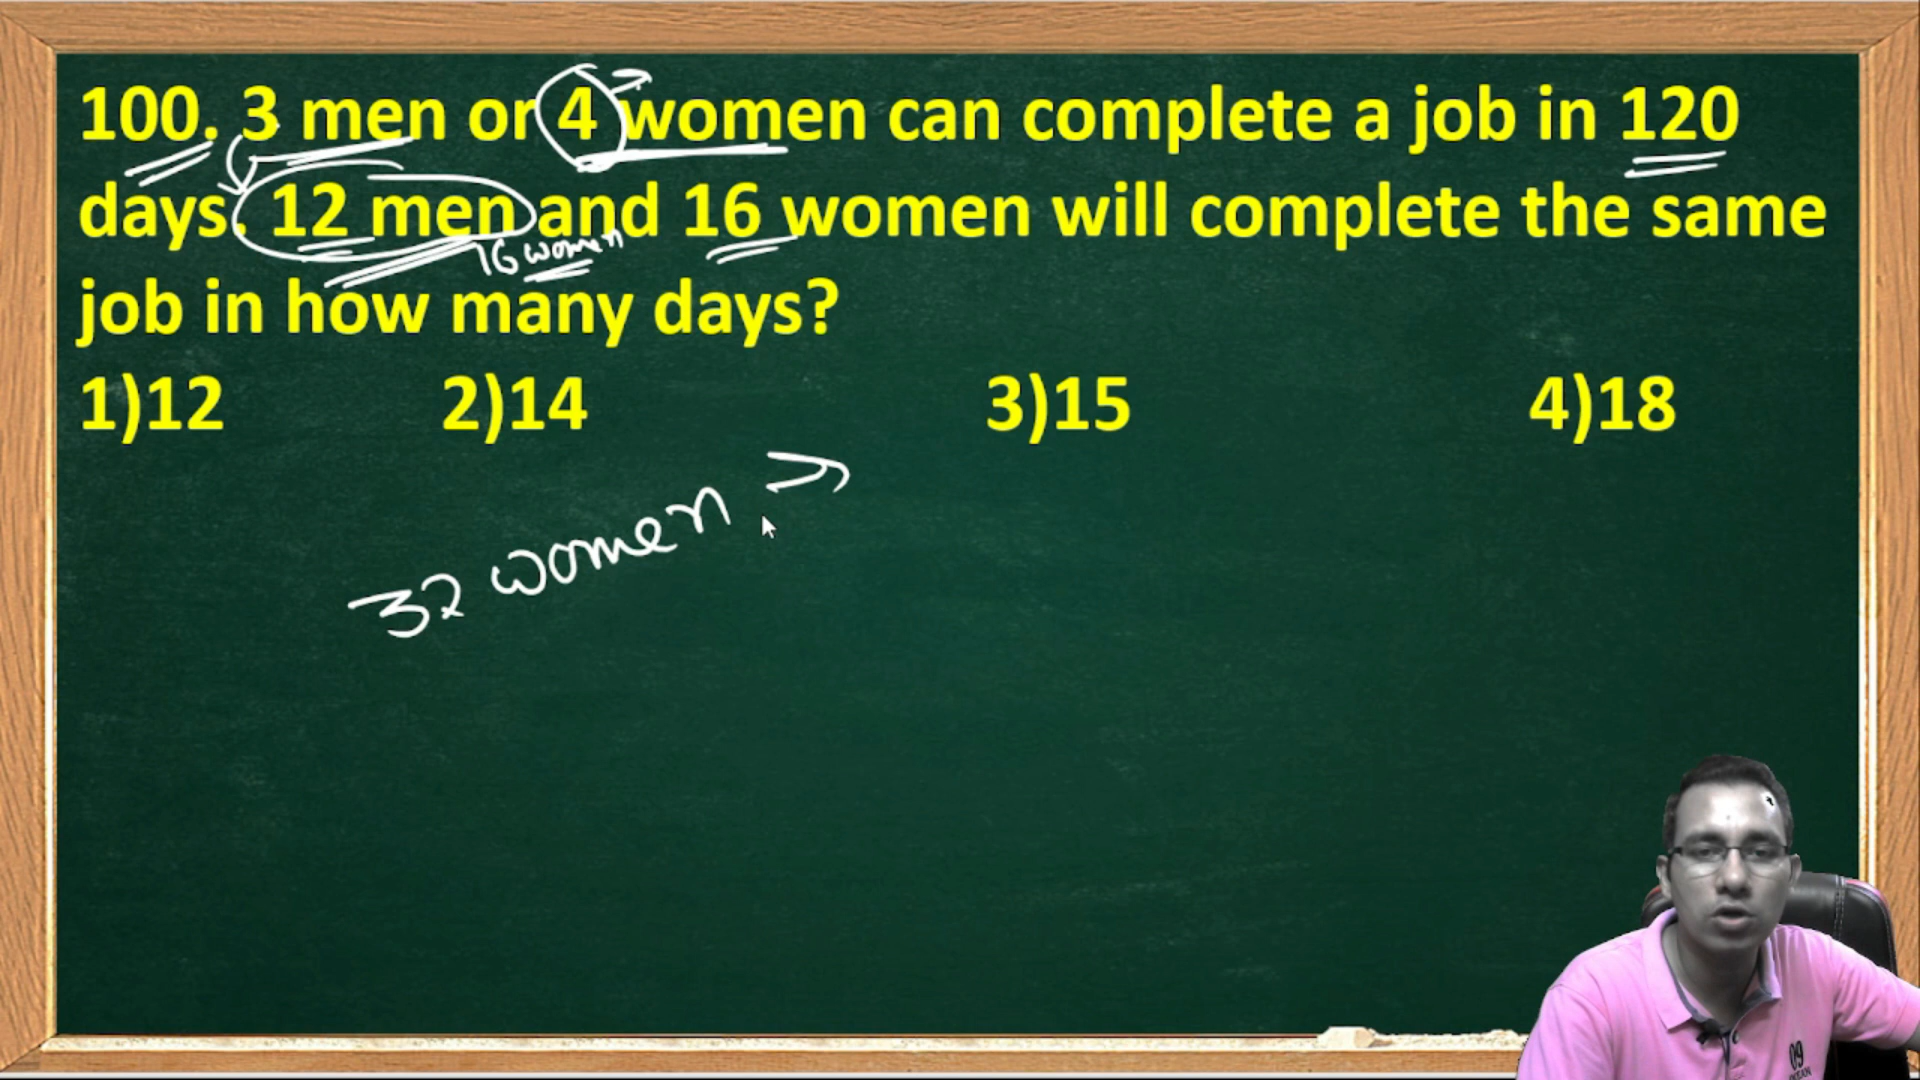 100. 3 men or 4 women can complete a job in 120
days. 12 men and 16 women will complete the same
16 women
job in how many days?
1)12 2)14 3)15 4)18
32 women
09